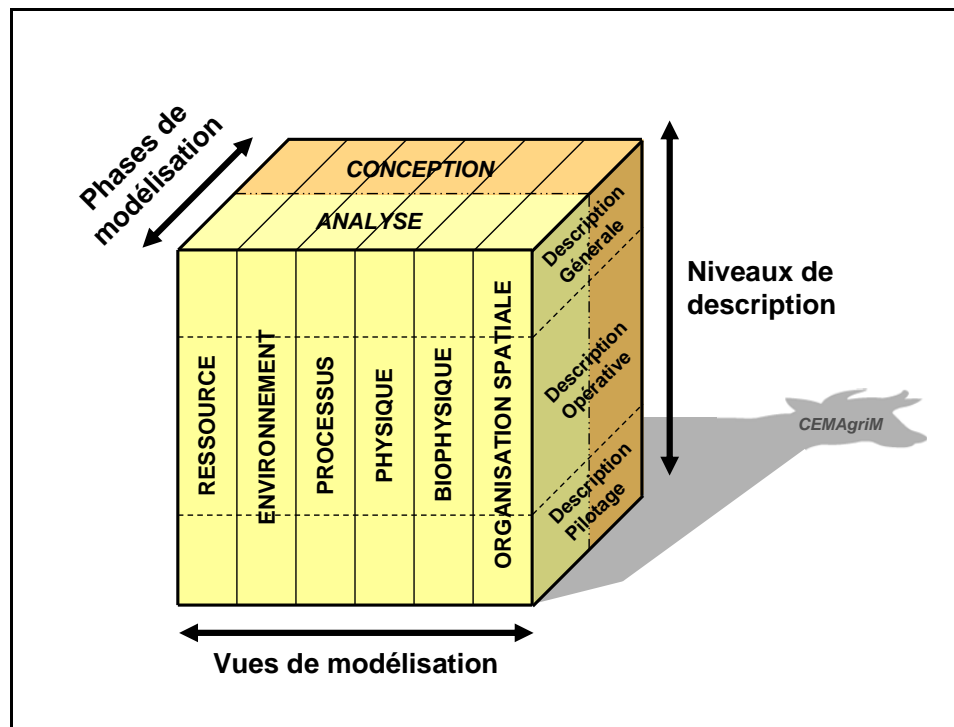 Phases de
modélisation
CONCEPTION
ANALYSE
Description
Générale
Description
Opérative
Description
Pilotage
Niveaux de
description
RESSOURCE
ENVIRONNEMENT
PROCESSUS
PHYSIQUE
BIOPHYSIQUE
ORGANISATION SPATIALE
CEMAgriM
Vues de modélisation